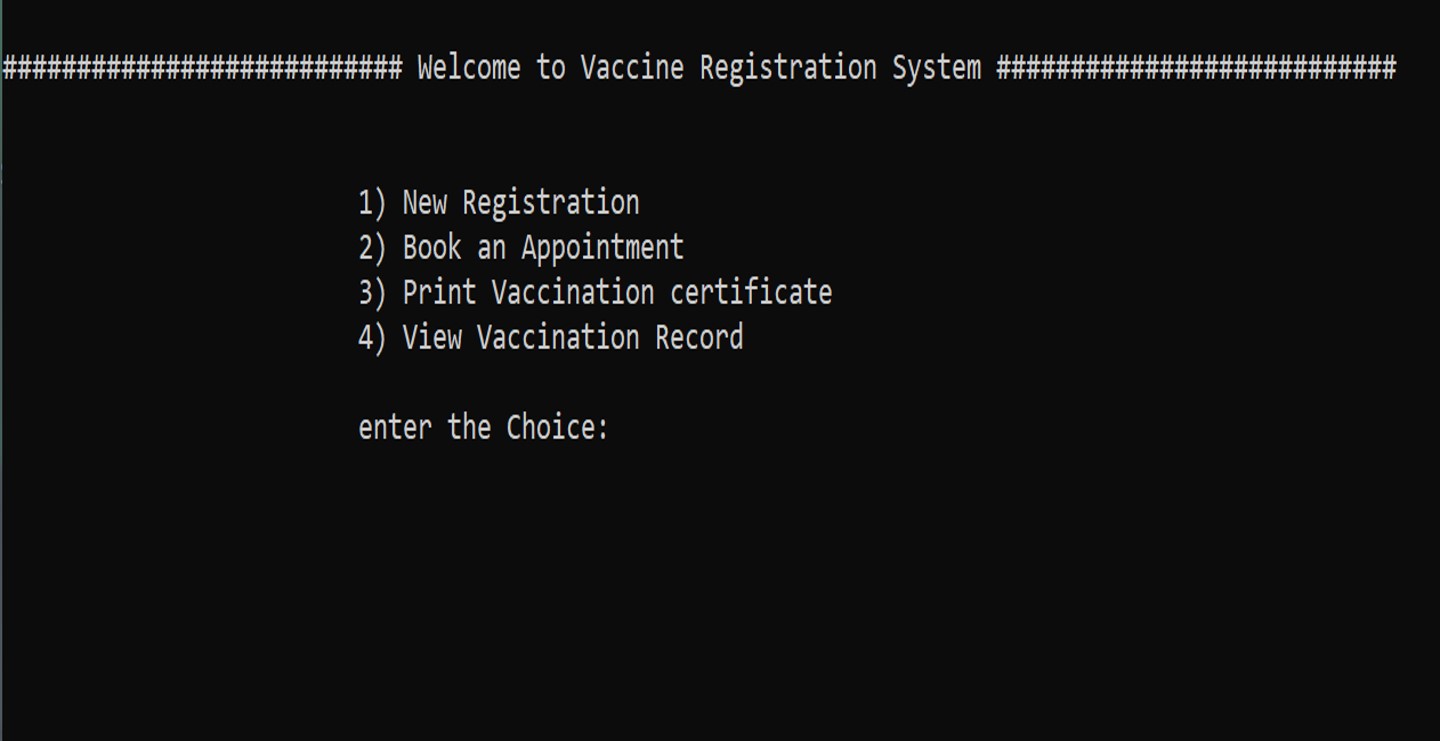 ########################### Welcome to Vaccine Registration System ###########################
1) New Registration
2) Book an Appointment
3) Print Vaccination certificate
4) View Vaccination Record
enter the Choice: